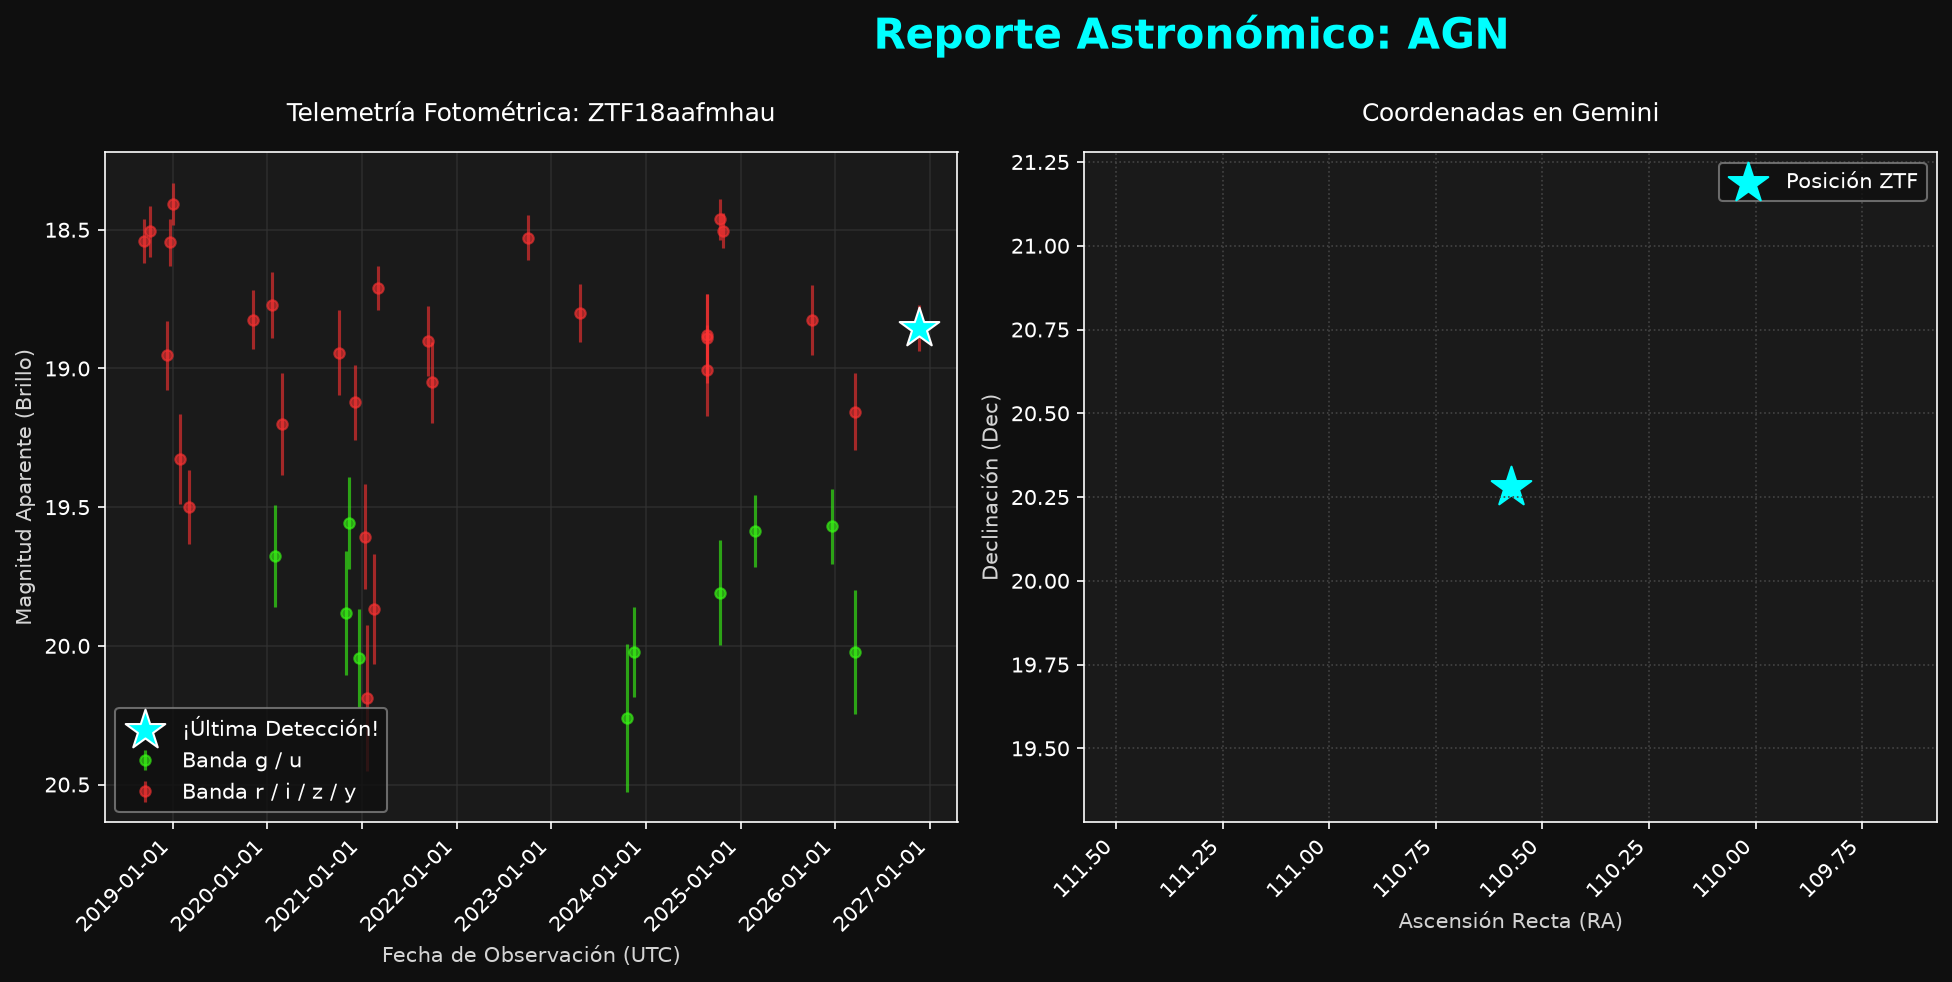 Reporte Astronómico: AGN
Telemetría Fotométrica: ZTF18aafmhau
Magnitud Aparente (Brillo)
18.5
19.0
19.5
20.0
20.5
¡Última Detección!
Banda g / u
Banda r / i / z / y
2019-01-01
2020-01-01
2021-01-01
2022-01-01
2023-01-01
2024-01-01
2025-01-01
2026-01-01
2027-01-01
Fecha de Observación (UTC)
Coordenadas en Gemini
Declinación (Dec)
21.25
21.00
20.75
20.50
20.25
20.00
19.75
19.50
Posición ZTF
111.50
111.25
111.00
110.75
110.50
110.25
110.00
109.75
Ascensión Recta (RA)